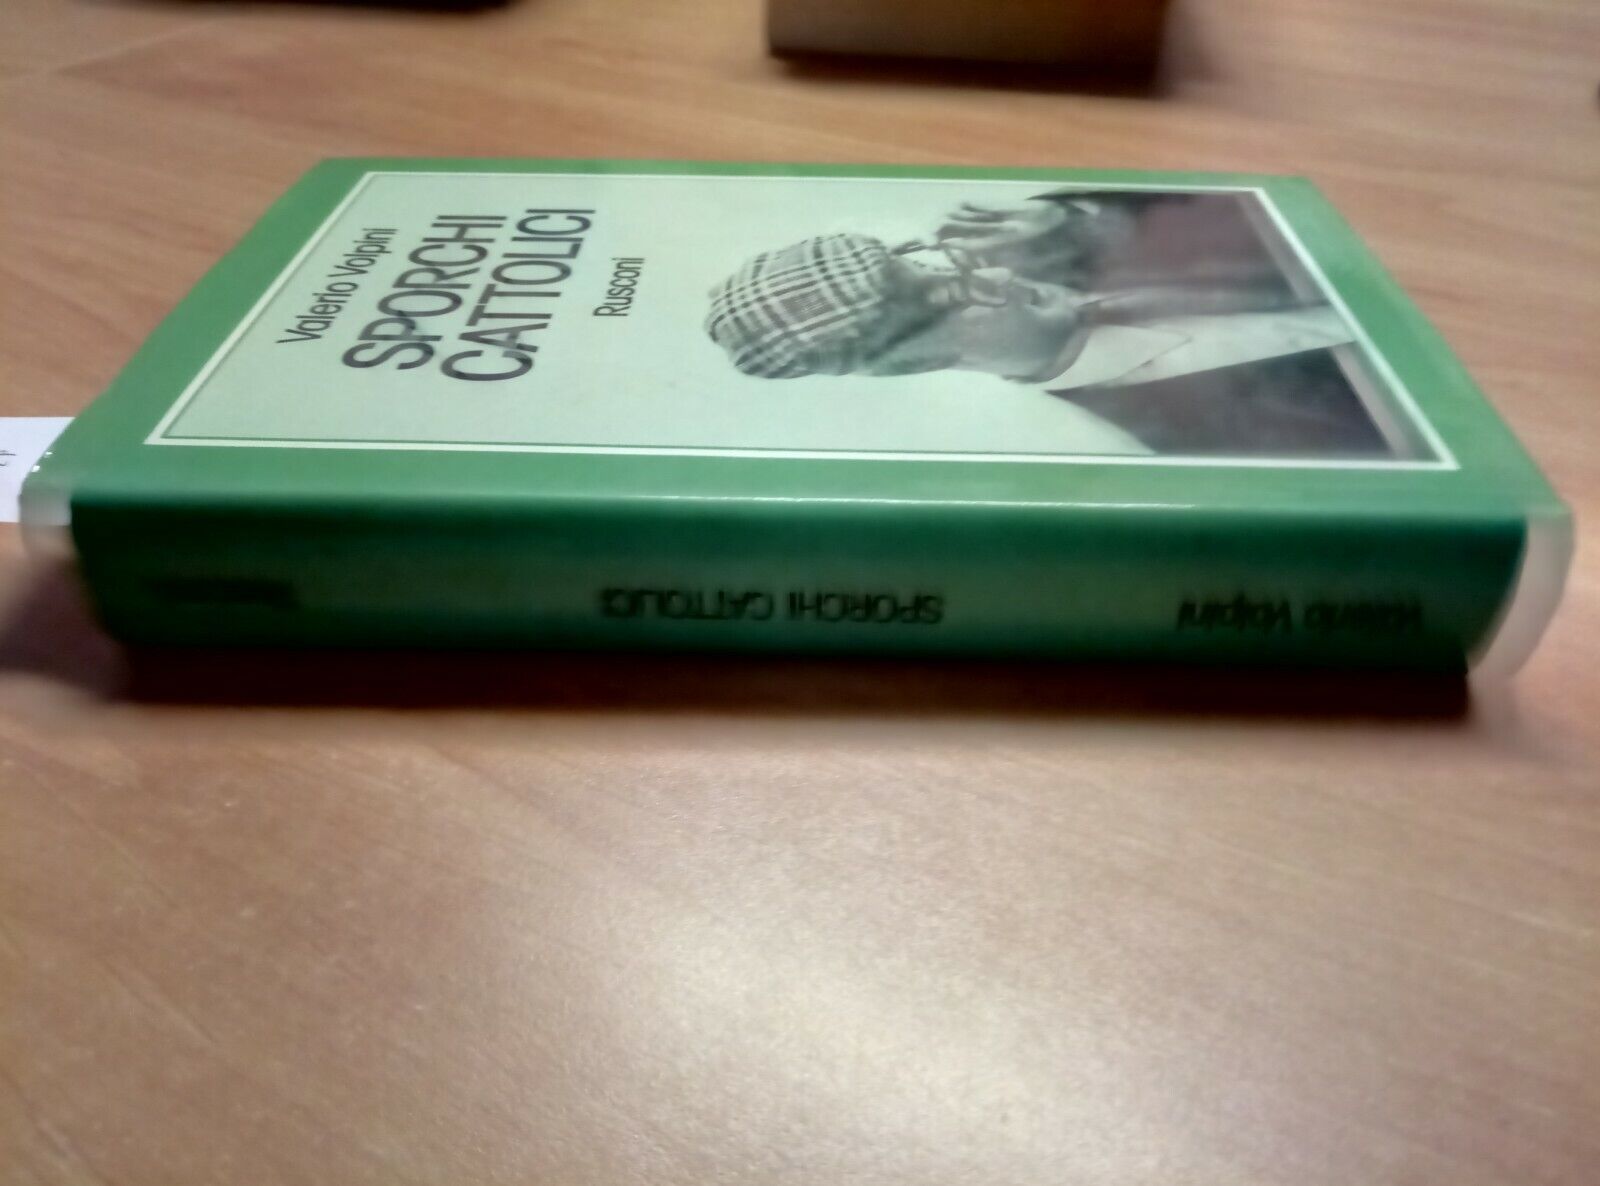 Valerio Volpini
SPORCHI
CATTOLICI
Rusconi
SPORCHI CATTOLICI
Valerio Volpini